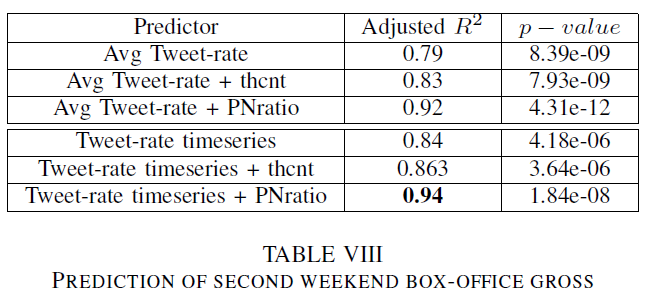 Predictor Adjusted R² p − value
Avg Tweet-rate 0.79 8.39e-09
Avg Tweet-rate + thcnt 0.83 7.93e-09
Avg Tweet-rate + PNratio 0.92 4.31e-12
Tweet-rate timeseries 0.84 4.18e-06
Tweet-rate timeseries + thcnt 0.863 3.64e-06
Tweet-rate timeseries + PNratio 0.94 1.84e-08
TABLE VIII
PREDICTION OF SECOND WEEKEND BOX-OFFICE GROSS